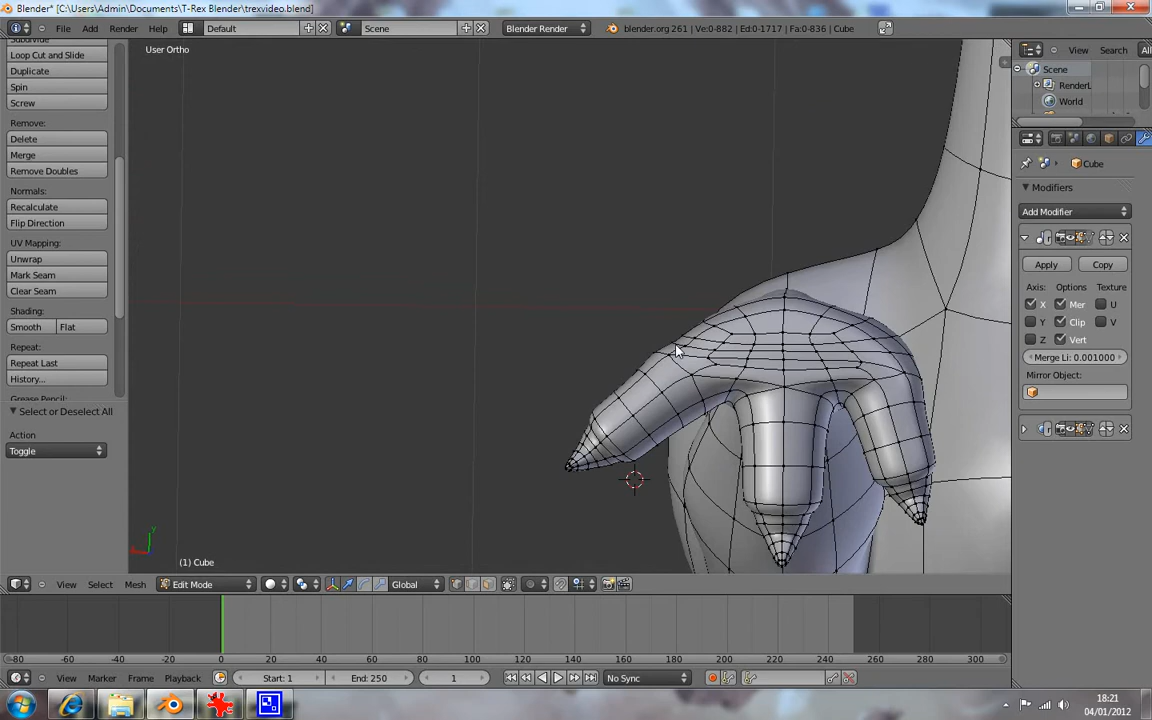 Blender* [C:\Users\Admin\Documents\T-Rex Blender\trexvideo.blend]
File Add Render Help Default Scene Blender Render blender.org 261 | Ve:0-882 | Ed:0-1717 | Fa:0-836 | Cube
View Search All
User Ortho
Scene
RenderL
World
Subdivide
Loop Cut and Slide
Duplicate
Spin
Screw
Remove:
Delete
Merge
Remove Doubles
Normals:
Recalculate
Flip Direction
UV Mapping:
Unwrap
Mark Seam
Clear Seam
Shading:
Smooth Flat
Repeat:
Repeat Last
History...
Grease Pencil:
Select or Deselect All
Action
Toggle
Cube
Modifiers
Add Modifier
Apply Copy
Axis: Options: Texture
X Mer U
Y Clip V
Z Vert
Merge Li: 0.001000
Mirror Object:
y
(1) Cube
View Select Mesh Edit Mode Global
-80 -60 -40 -20 0 20 40 60 80 100 120 140 160 180 200 220 240 260 280 300
View Marker Frame Playback Start: 1 End: 250 1 No Sync
18:21
04/01/2012